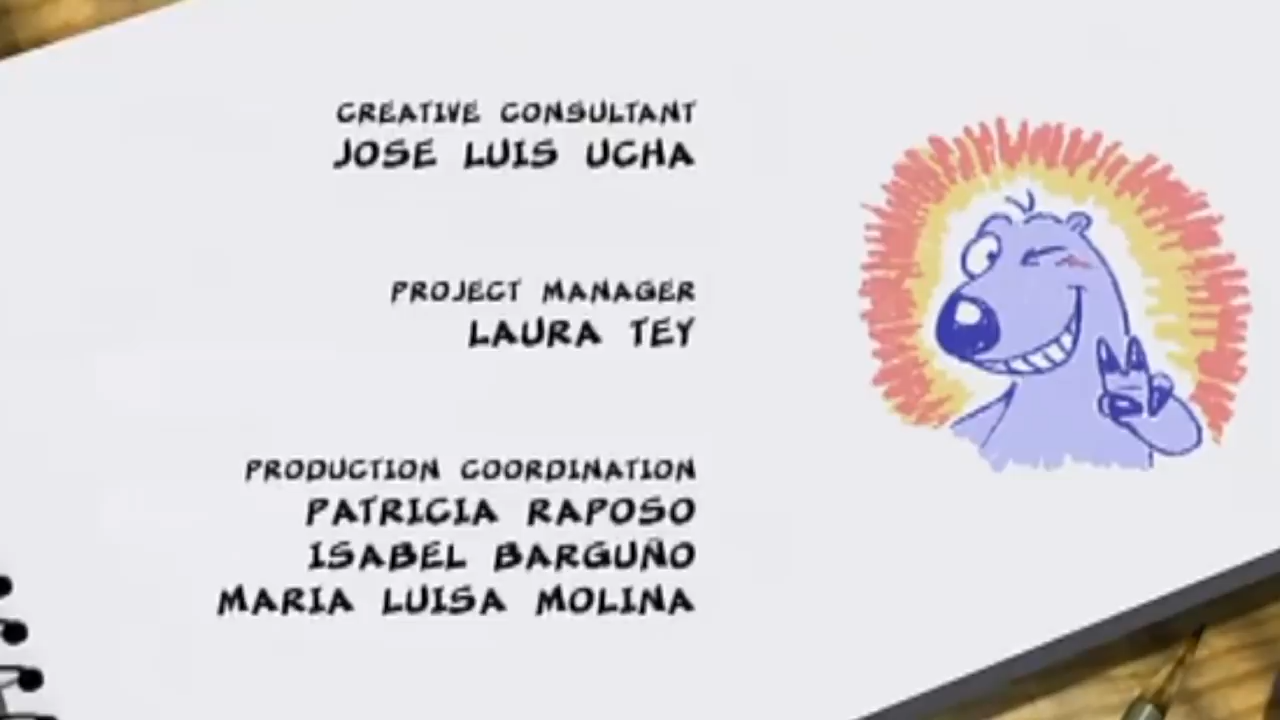 CREATIVE CONSULTANT
JOSE LUIS UCHA
PROJECT MANAGER
LAURA TEY
PRODUCTION COORDINATION
PATRICIA RAPOSO
ISABEL BARGUÑO
MARIA LUISA MOLINA